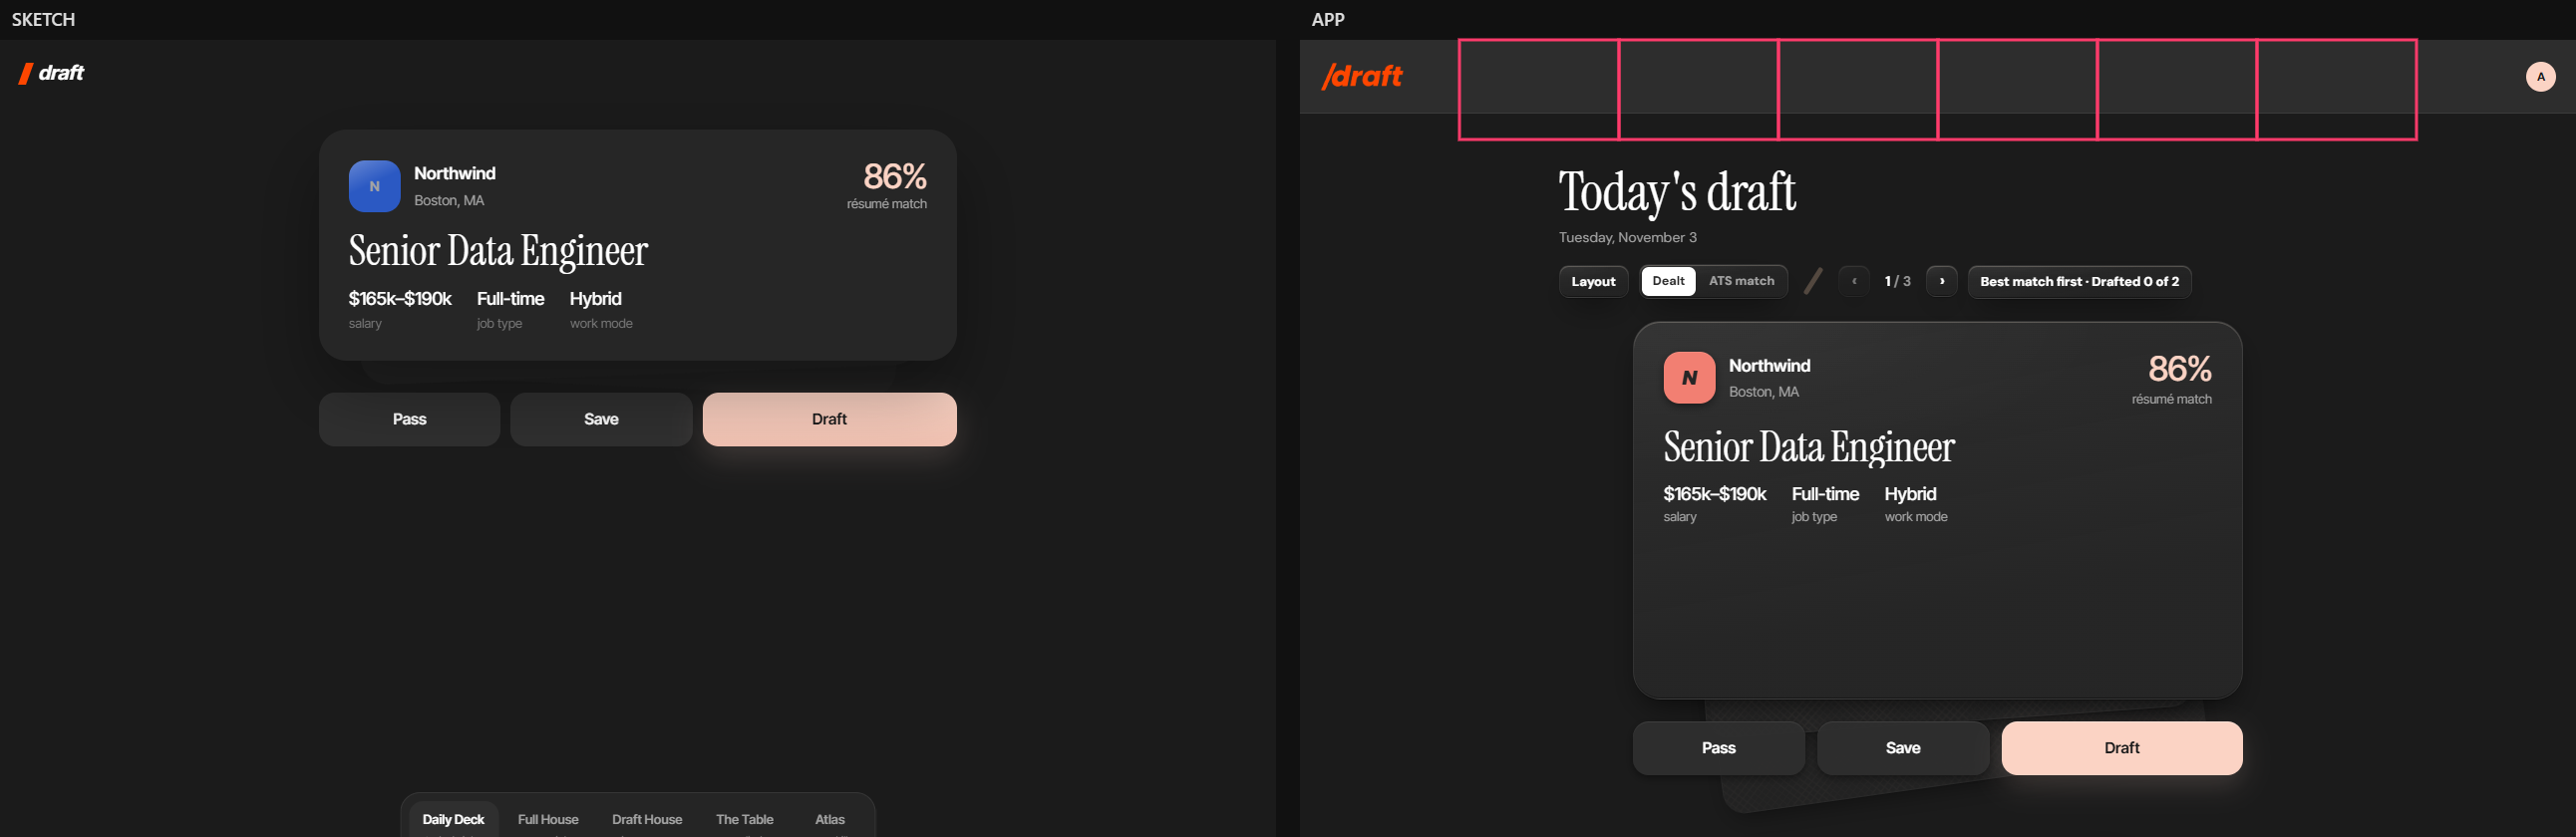 SKETCH
draft
N
Northwind
Boston, MA
86%
résumé match
Senior Data Engineer
$165k–$190k Full-time Hybrid
salary job type work mode
Pass Save Draft
Daily Deck Full House Draft House The Table Atlas
APP
/draft
A
Today's draft
Tuesday, November 3
Layout Dealt ATS match ‹ 1 / 3 › Best match first · Drafted 0 of 2
N
Northwind
Boston, MA
86%
résumé match
Senior Data Engineer
$165k–$190k Full-time Hybrid
salary job type work mode
Pass Save Draft